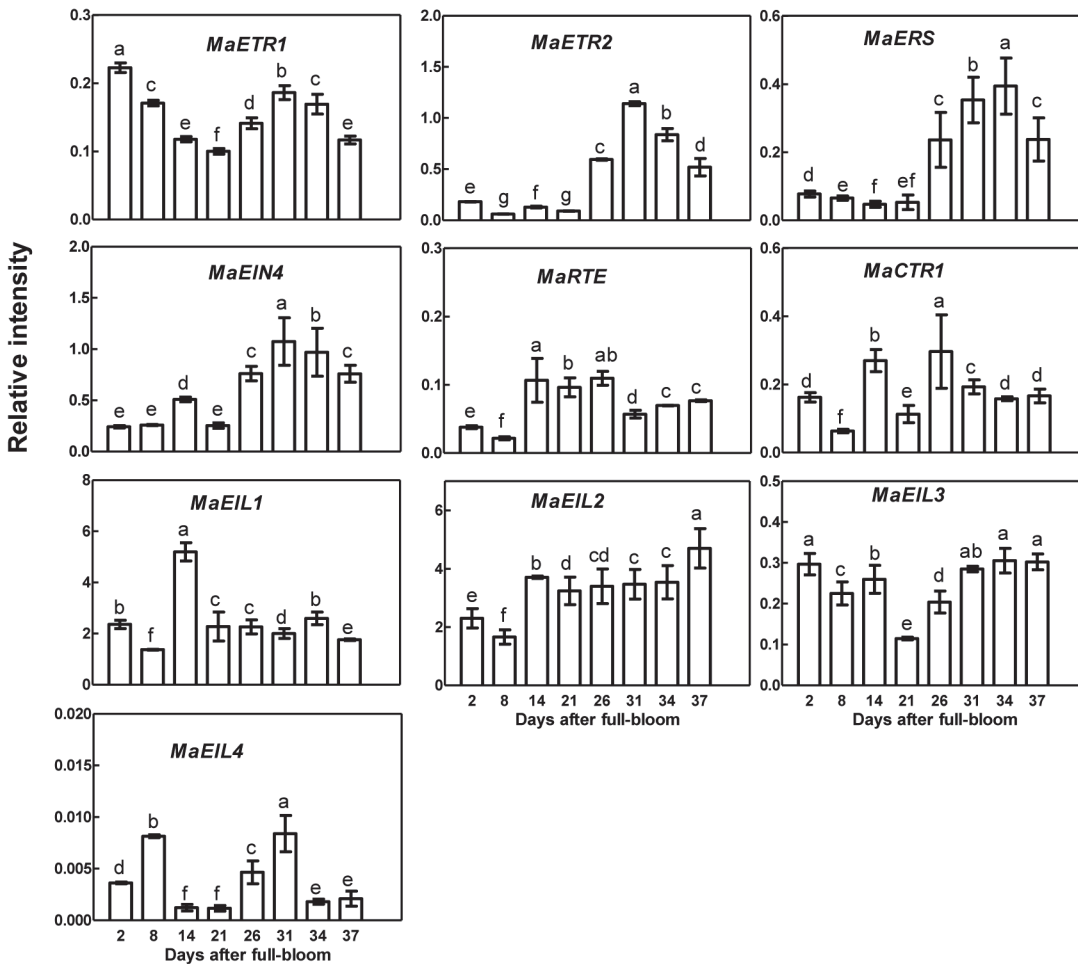 Relative intensity
MaETR1
0.3
0.2
0.1
0.0
a c e f d b c e
MaETR2
2.0
1.5
1.0
0.5
0.0
e g f g c a b d
MaERS
0.6
0.4
0.2
0.0
d e f ef c b a c
MaEIN4
2.0
1.5
1.0
0.5
0.0
e e d e c a b c
MaRTE
0.3
0.2
0.1
0.0
e f a b ab d c c
MaCTR1
0.6
0.4
0.2
0.0
d f b e a c d d
MaEIL1
8
6
4
2
0
b f a c c d b e
MaEIL2
6
4
2
0
e f b d cd c c a
2 8 14 21 26 31 34 37
Days after full-bloom
MaEIL3
0.5
0.4
0.3
0.2
0.1
0.0
a c b e d ab a a
2 8 14 21 26 31 34 37
Days after full-bloom
MaEIL4
0.020
0.015
0.010
0.005
0.000
d b f f c a e e
2 8 14 21 26 31 34 37
Days after full-bloom